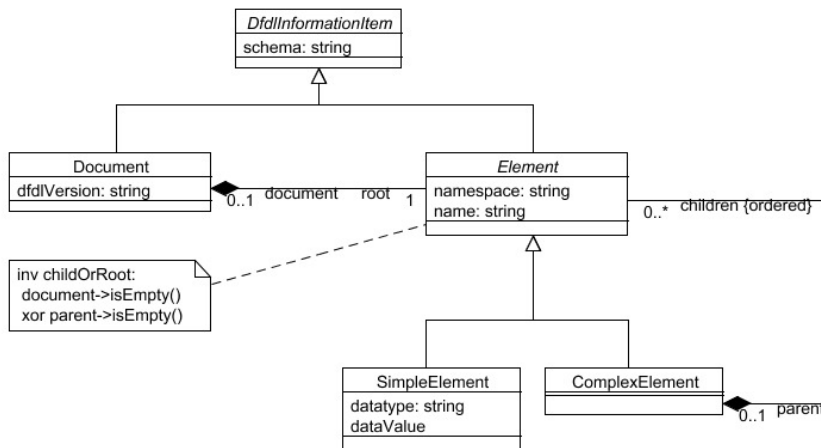 DfdlInformationItem
schema: string
Document
dfdlVersion: string
Element
namespace: string
name: string
0..1 document root 1
0..* children {ordered}
inv childOrRoot:
document->isEmpty()
xor parent->isEmpty()
SimpleElement
datatype: string
dataValue
ComplexElement
0..1 parent